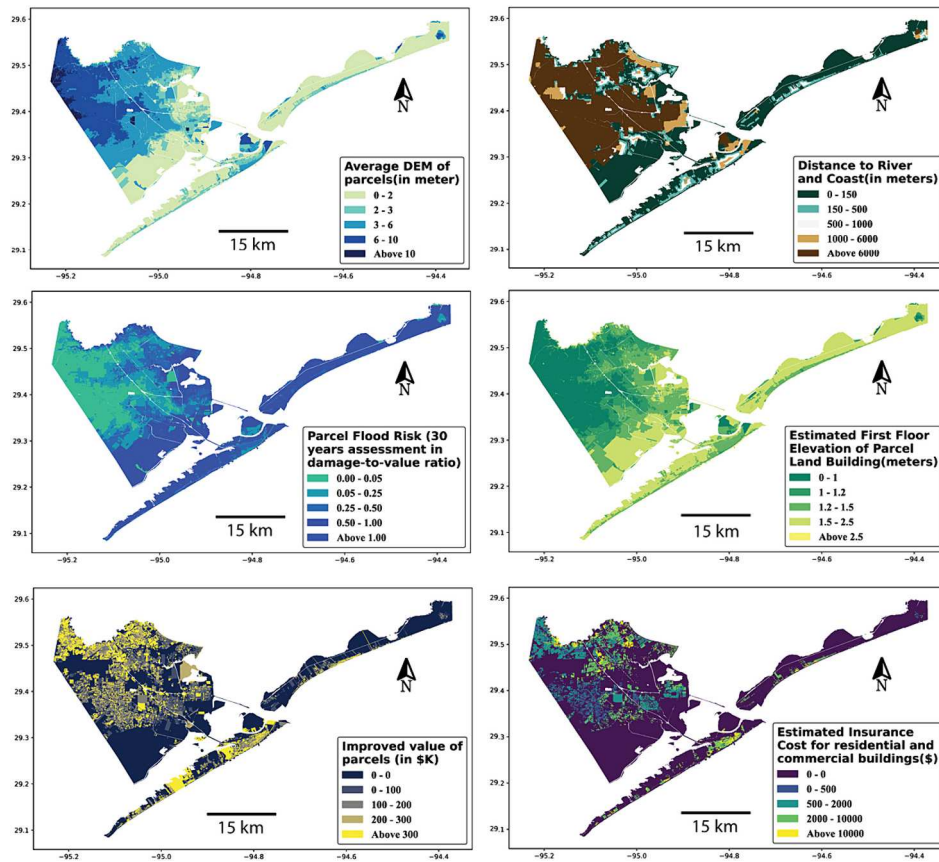 29.6
29.5
29.4
29.3
29.2
29.1
N
Average DEM of
parcels(in meter)
0 - 2
2 - 3
3 - 6
6 - 10
Above 10
15 km
−95.2
−95.0
−94.8
−94.6
−94.4
29.6
29.5
29.4
29.3
29.2
29.1
N
Distance to River
and Coast(in meters)
0 - 150
150 - 500
500 - 1000
1000 - 6000
Above 6000
15 km
−95.2
−95.0
−94.8
−94.6
−94.4
29.6
29.5
29.4
29.3
29.2
29.1
N
Parcel Flood Risk (30
years assessment in
damage-to-value ratio)
0.00 - 0.05
0.05 - 0.25
0.25 - 0.50
0.50 - 1.00
Above 1.00
15 km
−95.2
−95.0
−94.8
−94.6
−94.4
29.6
29.5
29.4
29.3
29.2
29.1
N
Estimated First Floor
Elevation of Parcel
Land Building(meters)
0 - 1
1 - 1.2
1.2 - 1.5
1.5 - 2.5
Above 2.5
15 km
−95.2
−95.0
−94.8
−94.6
−94.4
29.6
29.5
29.4
29.3
29.2
29.1
N
Improved value of
parcels (in $K)
0 - 0
0 - 100
100 - 200
200 - 300
Above 300
15 km
−95.2
−95.0
−94.8
−94.6
−94.4
29.6
29.5
29.4
29.3
29.2
29.1
N
Estimated Insurance
Cost for residential and
commercial buildings($)
0 - 0
0 - 500
500 - 2000
2000 - 10000
Above 10000
15 km
−95.2
−95.0
−94.8
−94.6
−94.4